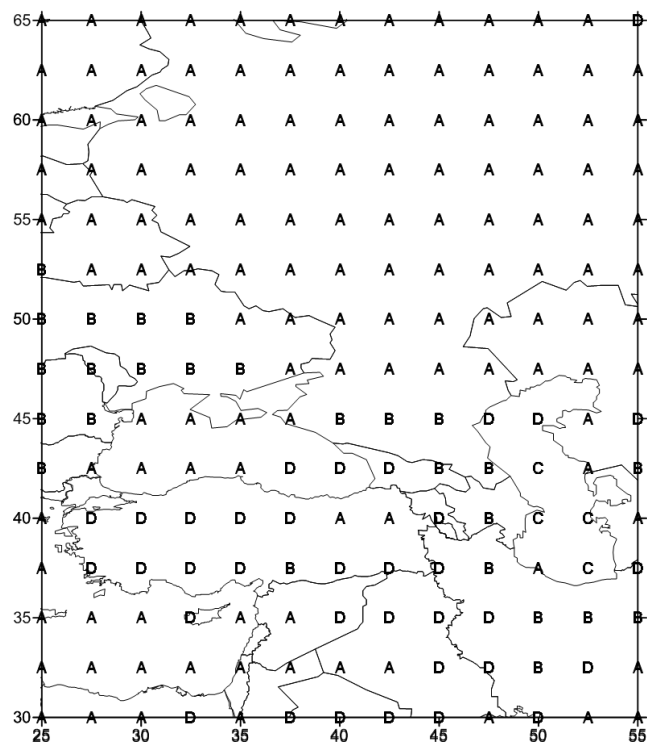 65 A A A A A A A A A A A A D
A A A A A A A A A A A A A
60 A A A A A A A A A A A A A
A A A A A A A A A A A A A
55 A A A A A A A A A A A A A
B A A A A A A A A A A A A
50 B B B B A A A A A A A A A
B B B B B A A A A A A A A
45 B B A A A A B B B D D A D
B A A A A D D D B B C A B
40 A D D D D D A A D B C C A
A D D D D B D D D B A C D
35 A A A D A A D D D D B B B
A A A A A A A A D D B D A
30 A A A D A D D D D A D A A
25 30 35 40 45 50 55